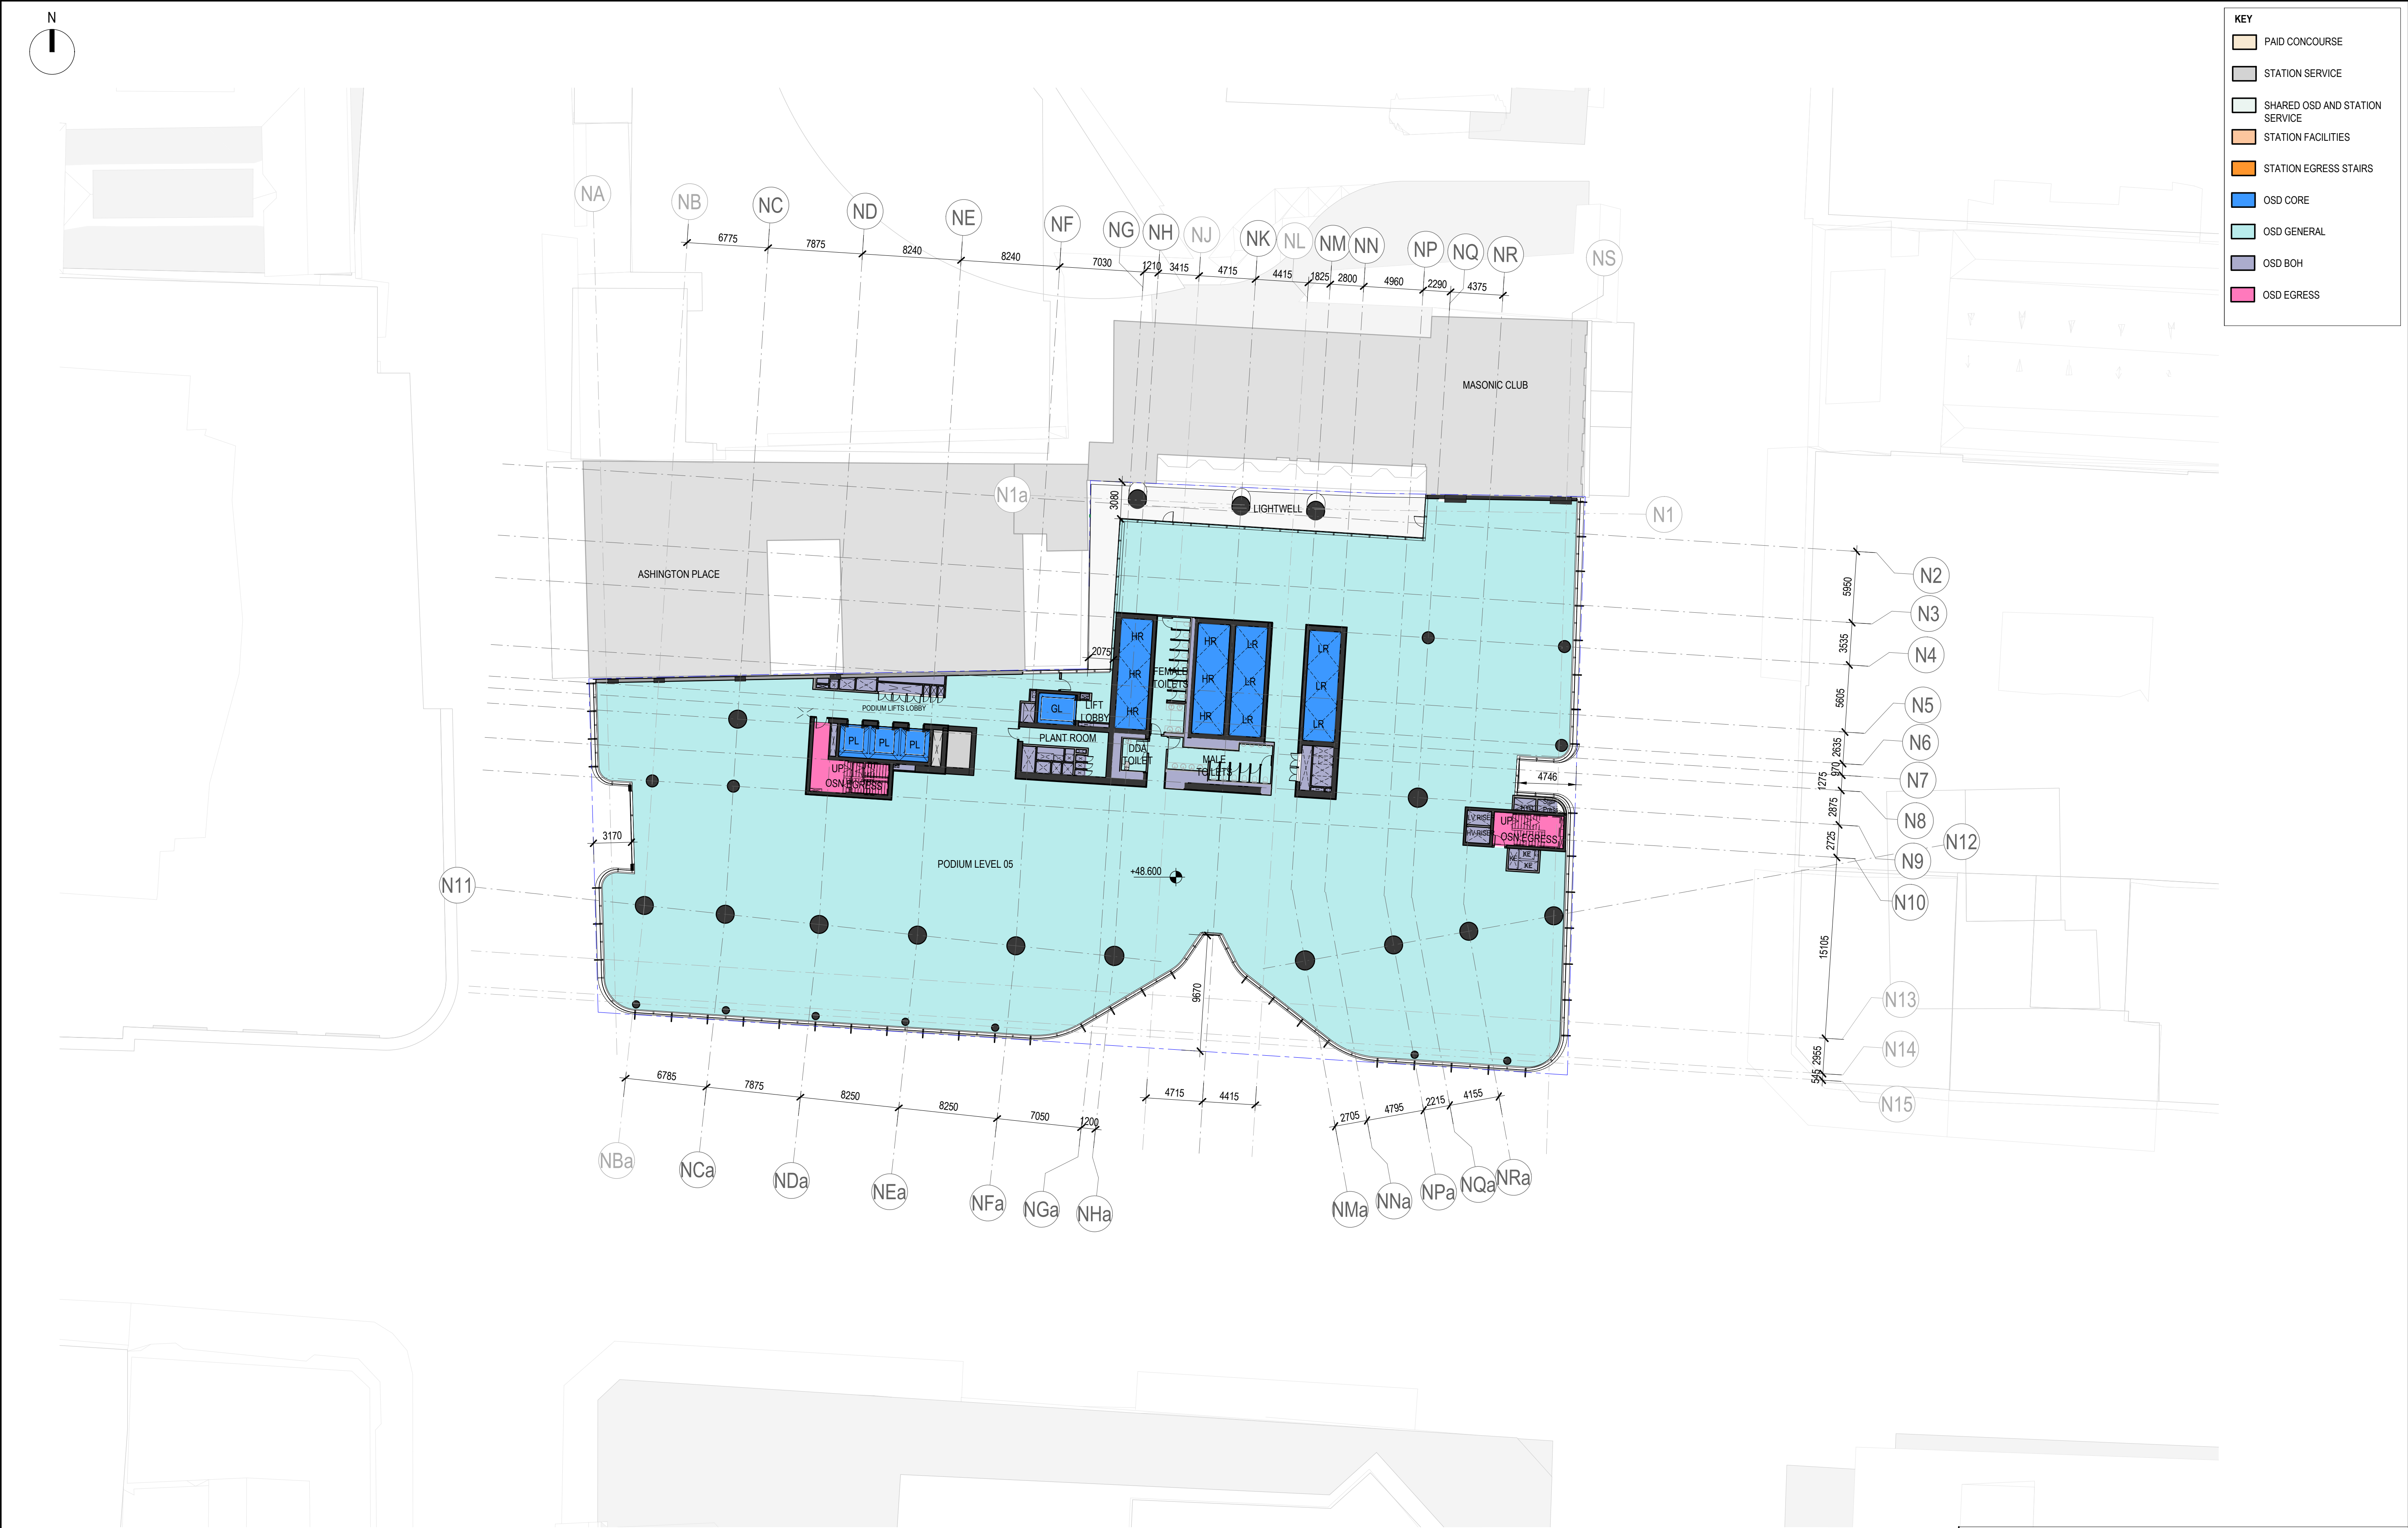 N
KEY
PAID CONCOURSE
STATION SERVICE
SHARED OSD AND STATION
SERVICE
STATION FACILITIES
STATION EGRESS STAIRS
OSD CORE
OSD GENERAL
OSD BOH
OSD EGRESS
NA
NB
NC
ND
NE
NF
NG
NH
NJ
NK
NL
NM
NN
NP
NQ
NR
NS
6775
7875
8240
8240
7030
1210
3415
4715
4415
1825
2800
4960
2290
4375
MASONIC CLUB
N1a
3080
LIGHTWELL
N1
ASHINGTON PLACE
N2
5950
N3
3535
N4
5605
N5
2635
N6
970
N7
1275
N8
2875
N9
2725
N12
N10
15105
N13
2955
N14
545
N15
2075
HR
HR
HR
FEMALE
TOILETS
HR
HR
HR
LR
LR
LR
LR
LR
LR
PODIUM LIFTS LOBBY
GL
LIFT
LOBBY
PL
PL
PL
PLANT ROOM
DDA
TOILET
MALE
TOILETS
UP
OSN EGRESS
4746
LV RISE
HV RISE
UP
OSN EGRESS
KE
KE
KE
3170
PODIUM LEVEL 05
+48.600
N11
9670
6785
7875
8250
8250
7050
1200
4715
4415
2705
4795
2215
4155
NBa
NCa
NDa
NEa
NFa
NGa
NHa
NMa
NNa
NPa
NQa
NRa